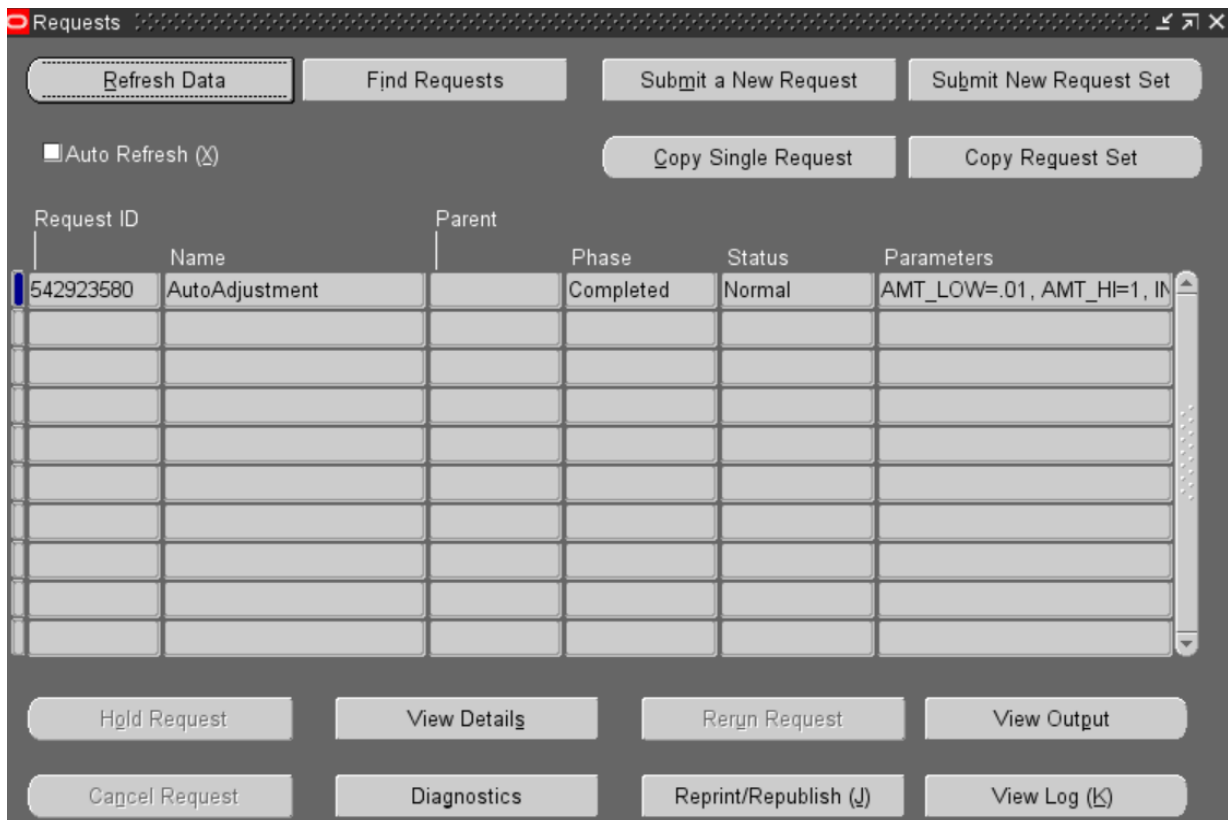 Requests
Refresh Data Find Requests Submit a New Request Submit New Request Set
Auto Refresh (X) Copy Single Request Copy Request Set
Request ID Parent
Name Phase Status Parameters
542923580 AutoAdjustment Completed Normal AMT_LOW=.01, AMT_HI=1, IN
Hold Request View Details Rerun Request View Output
Cancel Request Diagnostics Reprint/Republish (J) View Log (K)